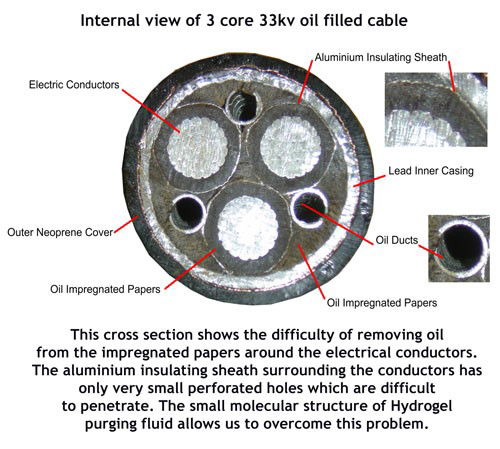 Internal view of 3 core 33kv oil filled cable
Aluminium Insulating Sheath
Electric Conductors
Lead Inner Casing
Outer Neoprene Cover
Oil Ducts
Oil Impregnated Papers
Oil Impregnated Papers
This cross section shows the difficulty of removing oil
from the impregnated papers around the electrical conductors.
The aluminium insulating sheath surrounding the conductors has
only very small perforated holes which are difficult
to penetrate. The small molecular structure of Hydrogel
purging fluid allows us to overcome this problem.